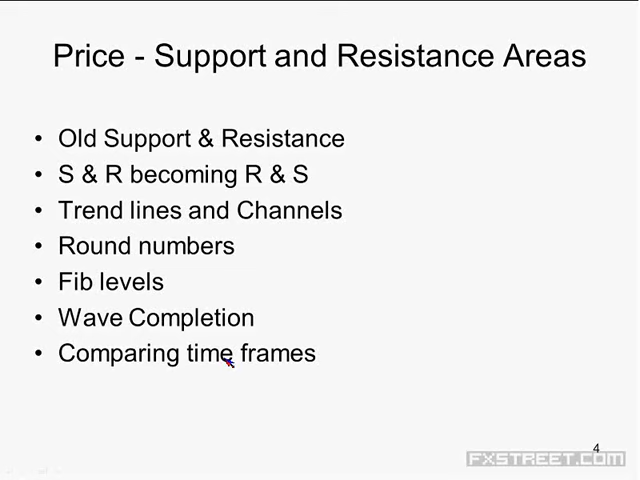 Price - Support and Resistance Areas
• Old Support & Resistance
• S & R becoming R & S
• Trend lines and Channels
• Round numbers
• Fib levels
• Wave Completion
• Comparing time frames
4
FXSTREET.COM